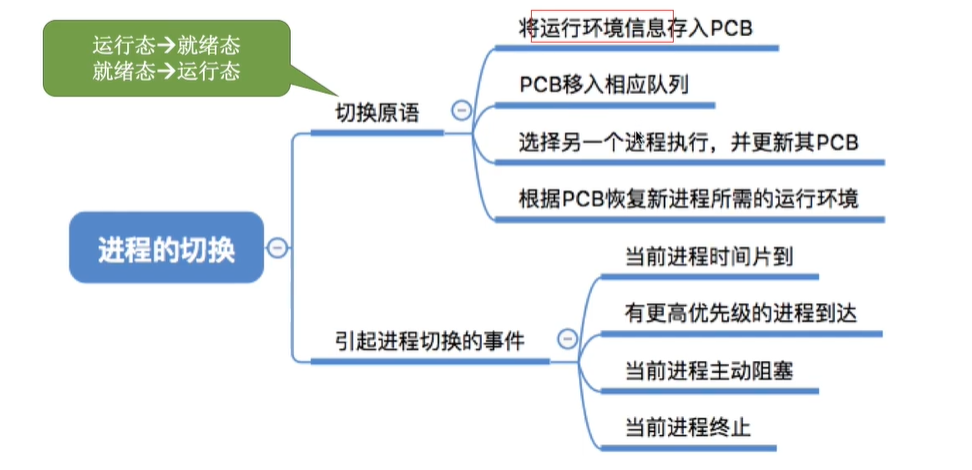 运行态→就绪态
就绪态→运行态
进程的切换
切换原语
将运行环境信息存入PCB
PCB移入相应队列
选择另一个进程执行，并更新其PCB
根据PCB恢复新进程所需的运行环境
引起进程切换的事件
当前进程时间片到
有更高优先级的进程到达
当前进程主动阻塞
当前进程终止